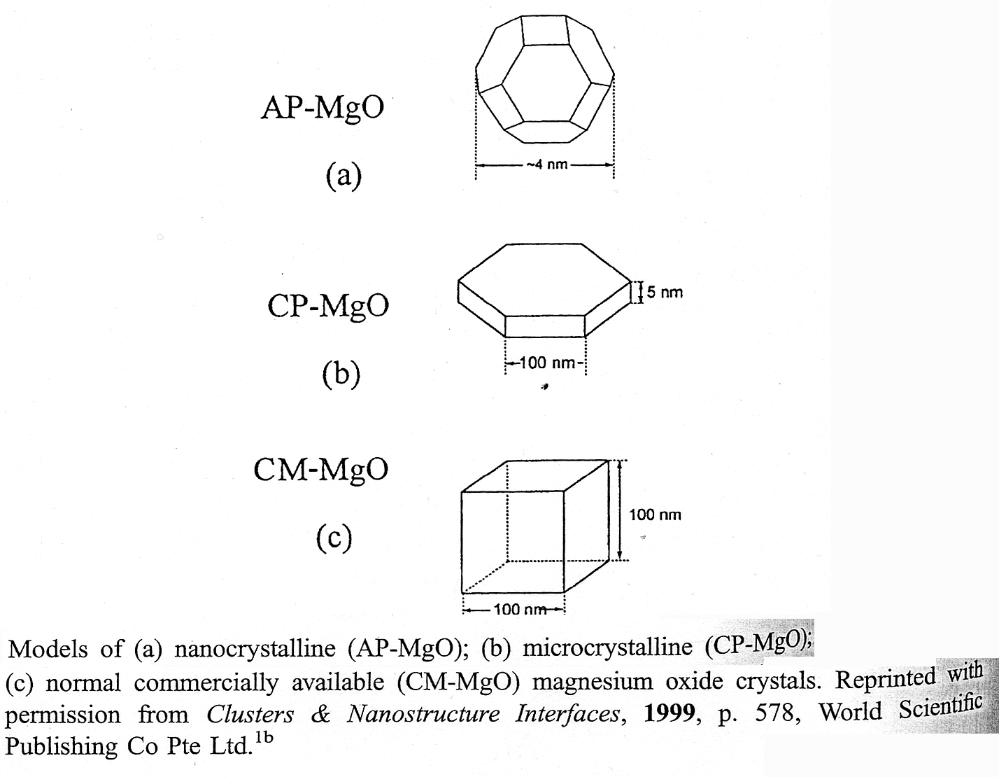 AP-MgO
(a)
~4 nm
CP-MgO
(b)
5 nm
100 nm
CM-MgO
(c)
100 nm
100 nm
Models of (a) nanocrystalline (AP-MgO); (b) microcrystalline (CP-MgO);
(c) normal commercially available (CM-MgO) magnesium oxide crystals. Reprinted with
permission from Clusters & Nanostructure Interfaces, 1999, p. 578, World Scientific
Publishing Co Pte Ltd.1b